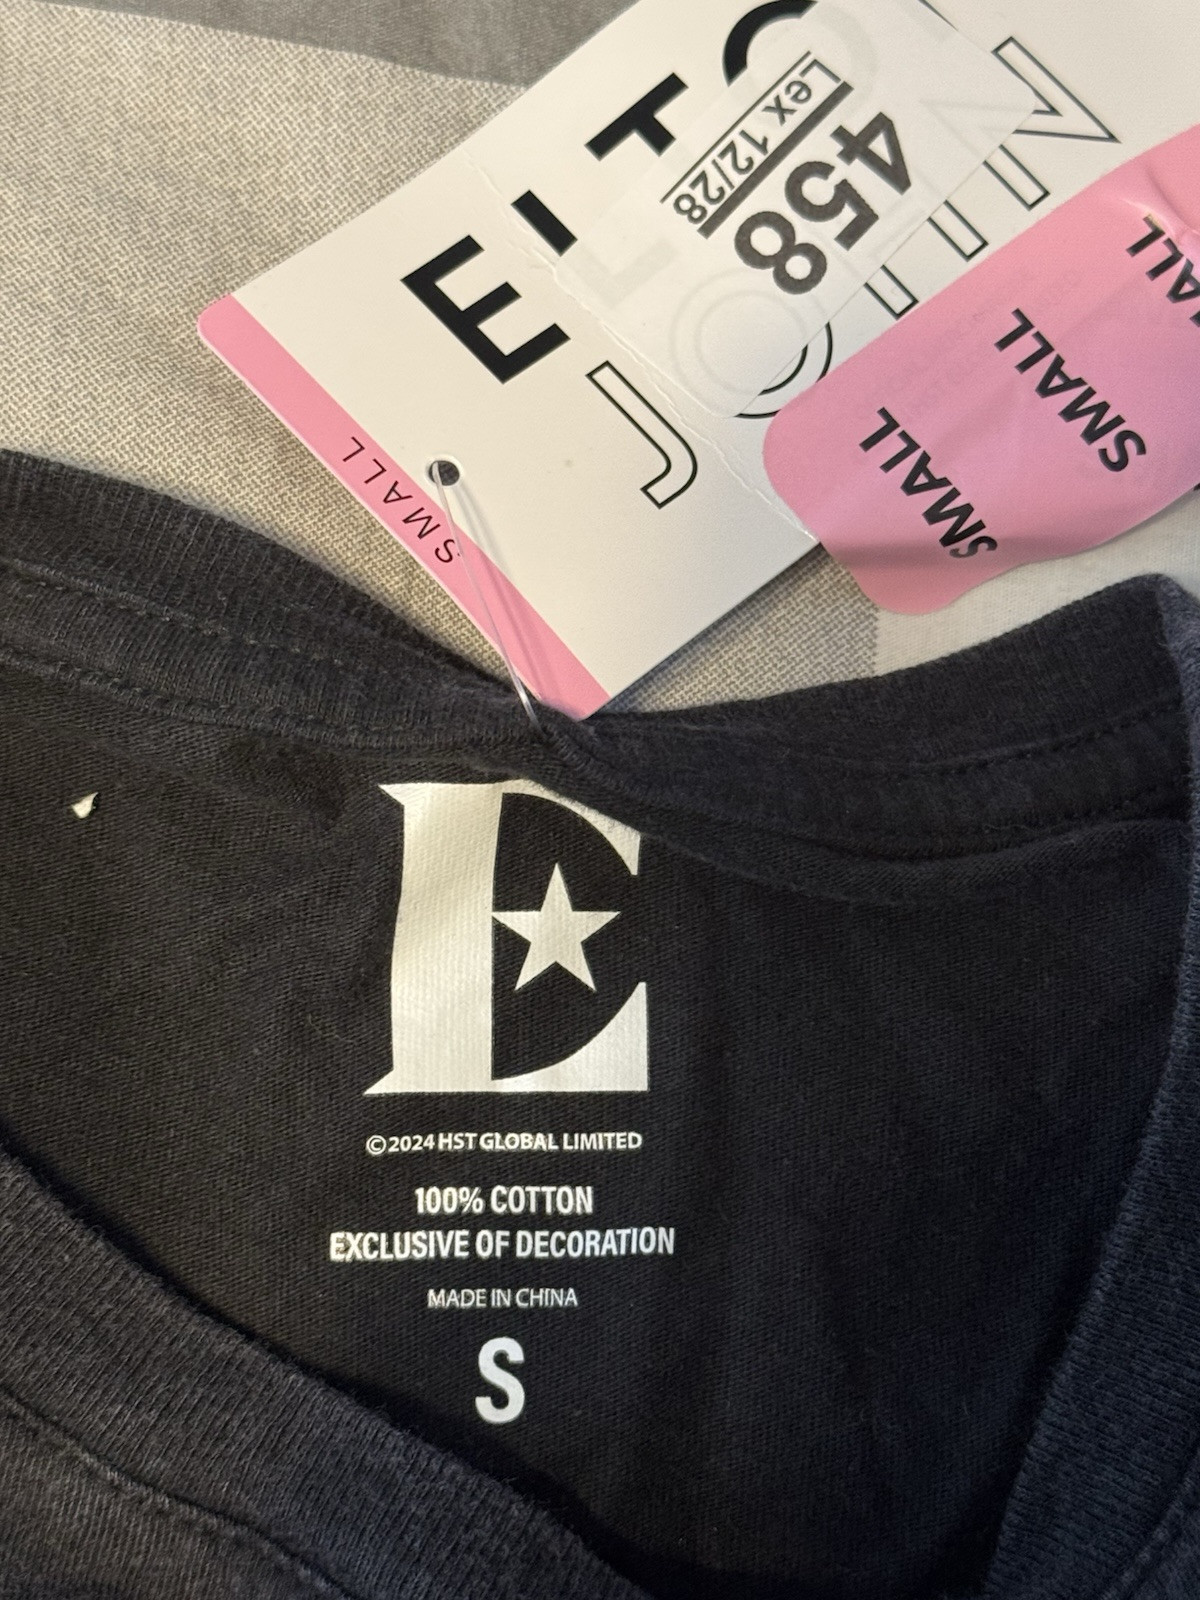 ELTO
JOHN
Lex 12/28
458
SMALL
SMALL
SMALL
SMALL
E
©2024 HST GLOBAL LIMITED
100% COTTON
EXCLUSIVE OF DECORATION
MADE IN CHINA
S